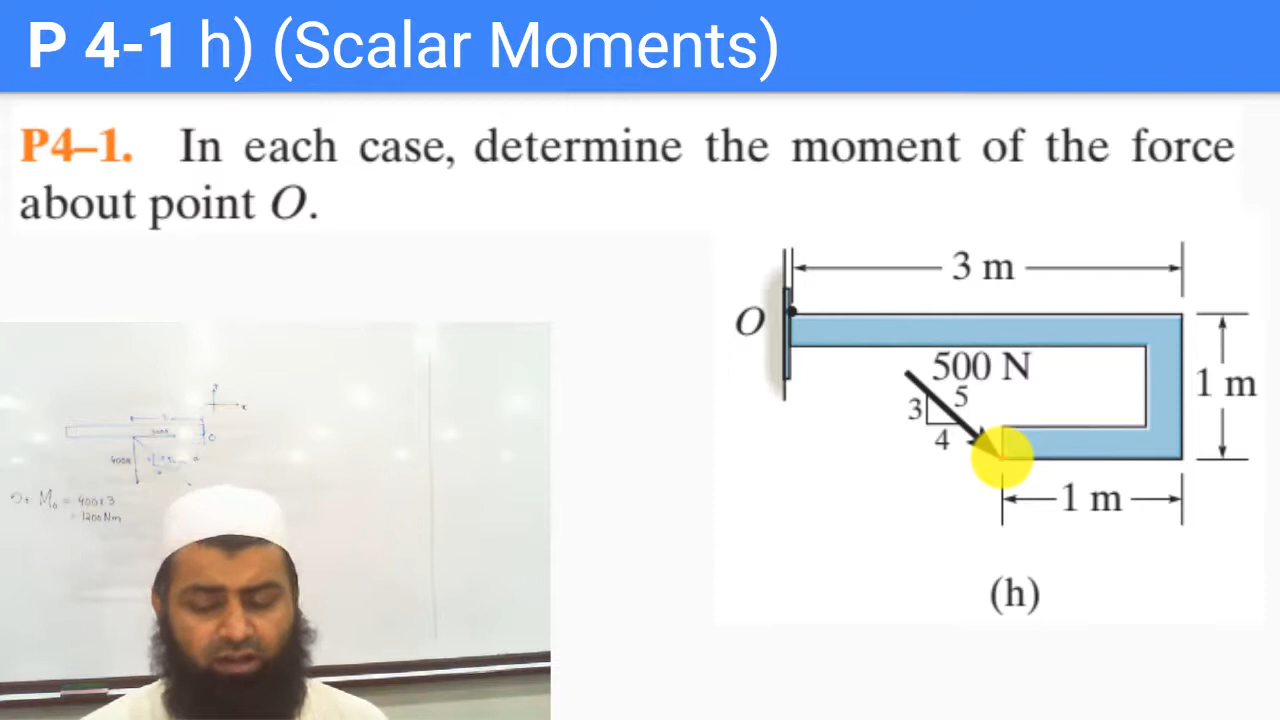 P 4-1 h) (Scalar Moments)
P4–1. In each case, determine the moment of the force
about point O.
3 m
O
500 N
5
3
4
1 m
1 m
(h)
400N
M₀ = 400×3
= 1200 Nm